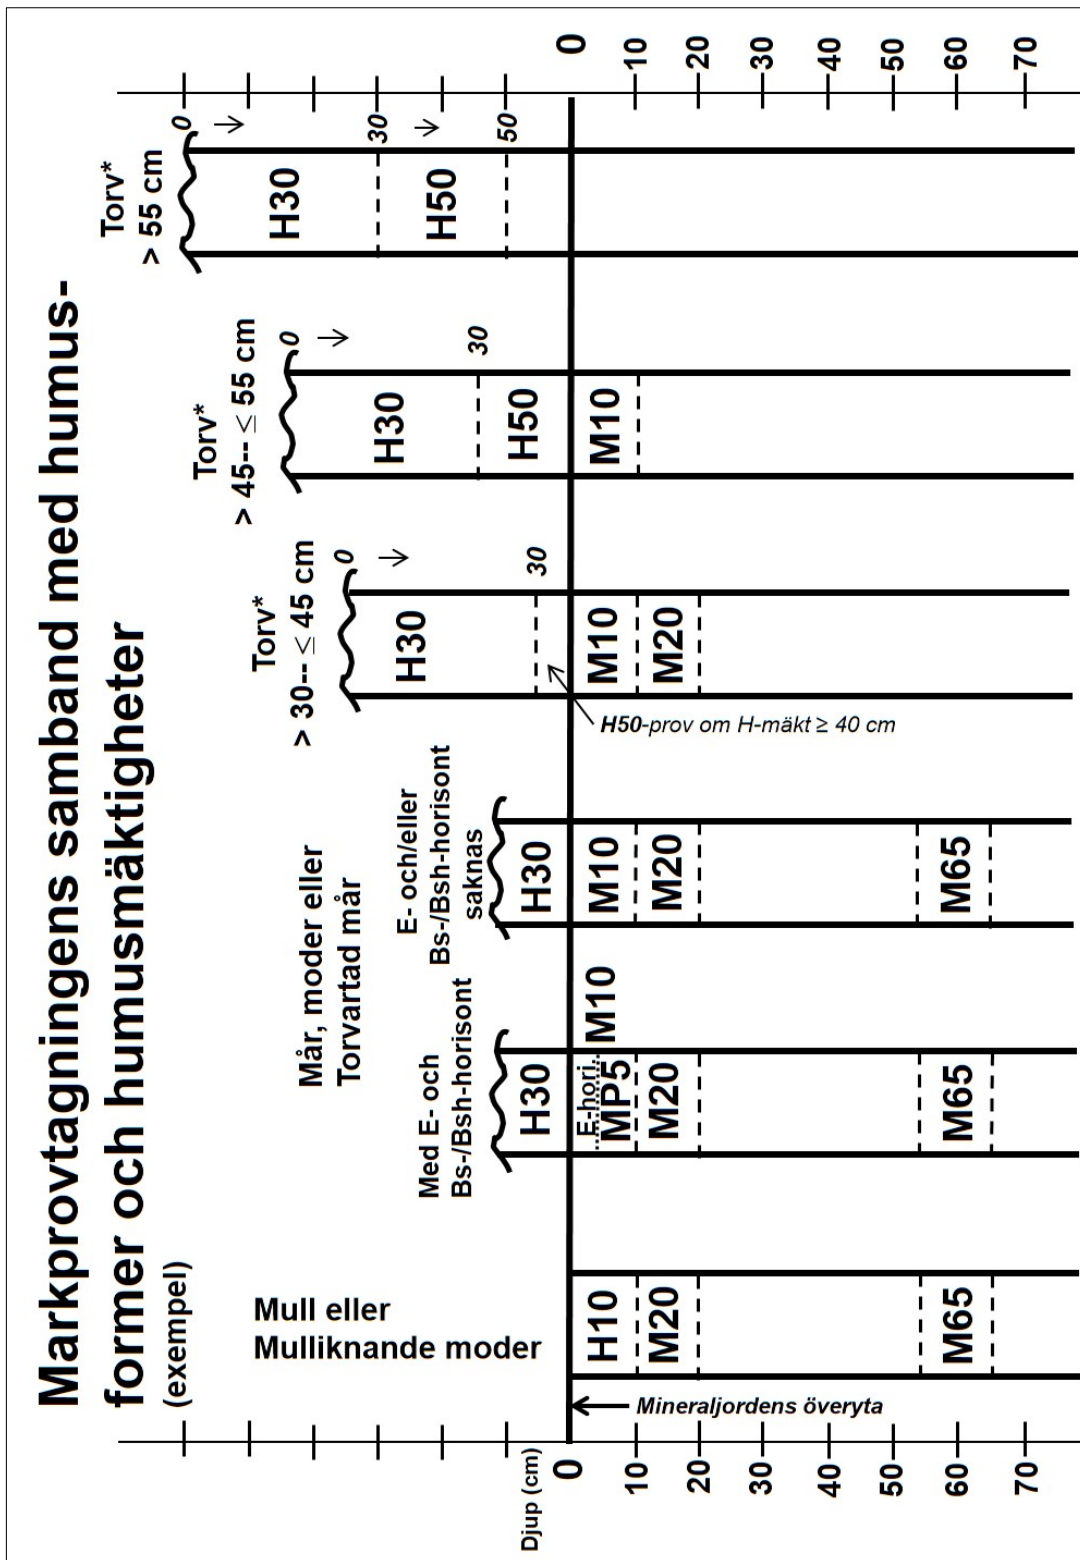 Markprovtagningens samband med humus-
former och humusmäktigheter
(exempel)
Mull eller
Mulliknande moder
H10
M20
M65
Mineraljordens överyta
Mår, moder eller
Torvartad mår
Med E- och
Bs-/Bsh-horisont
H30
E-hori.
MP5
M10
M20
M65
E- och/eller
Bs-/Bsh-horisont
saknas
H30
M10
M20
M65
Torv*
> 30-- ≤ 45 cm
0
30
H30
M10
M20
H50-prov om H-mäkt ≥ 40 cm
Torv*
> 45-- ≤ 55 cm
0
30
H30
H50
M10
Torv*
> 55 cm
0
30
50
H30
H50
Djup (cm)
0
10
20
30
40
50
60
70
0
10
20
30
40
50
60
70